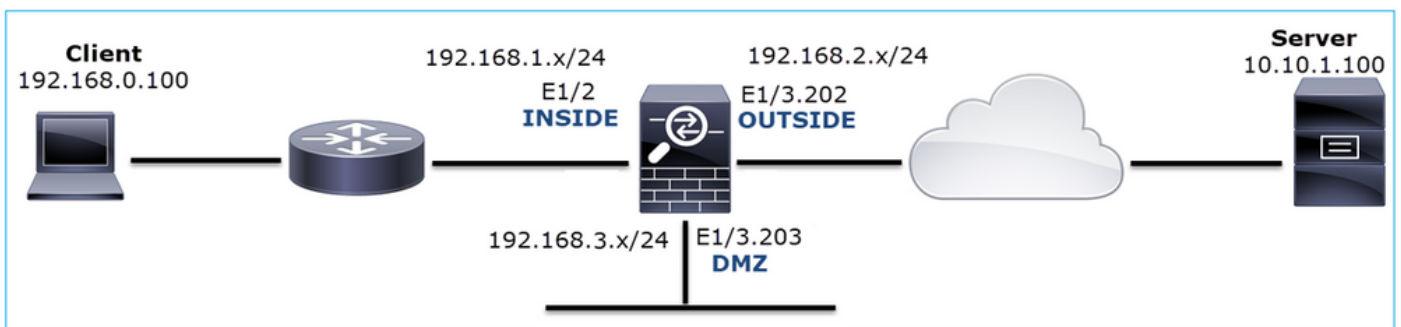 Client
192.168.0.100
192.168.1.x/24
E1/2
INSIDE
192.168.2.x/24
E1/3.202
OUTSIDE
Server
10.10.1.100
192.168.3.x/24
E1/3.203
DMZ